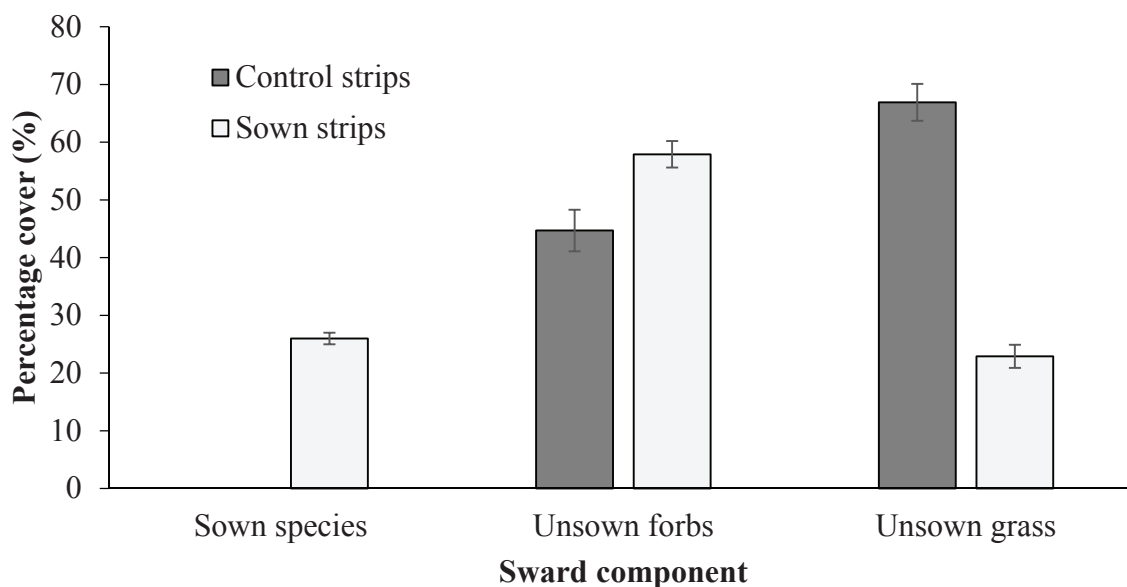 80
70
60
50
40
30
20
10
0
Percentage cover (%)
Control strips
Sown strips
Sown species
Unsown forbs
Unsown grass
Sward component